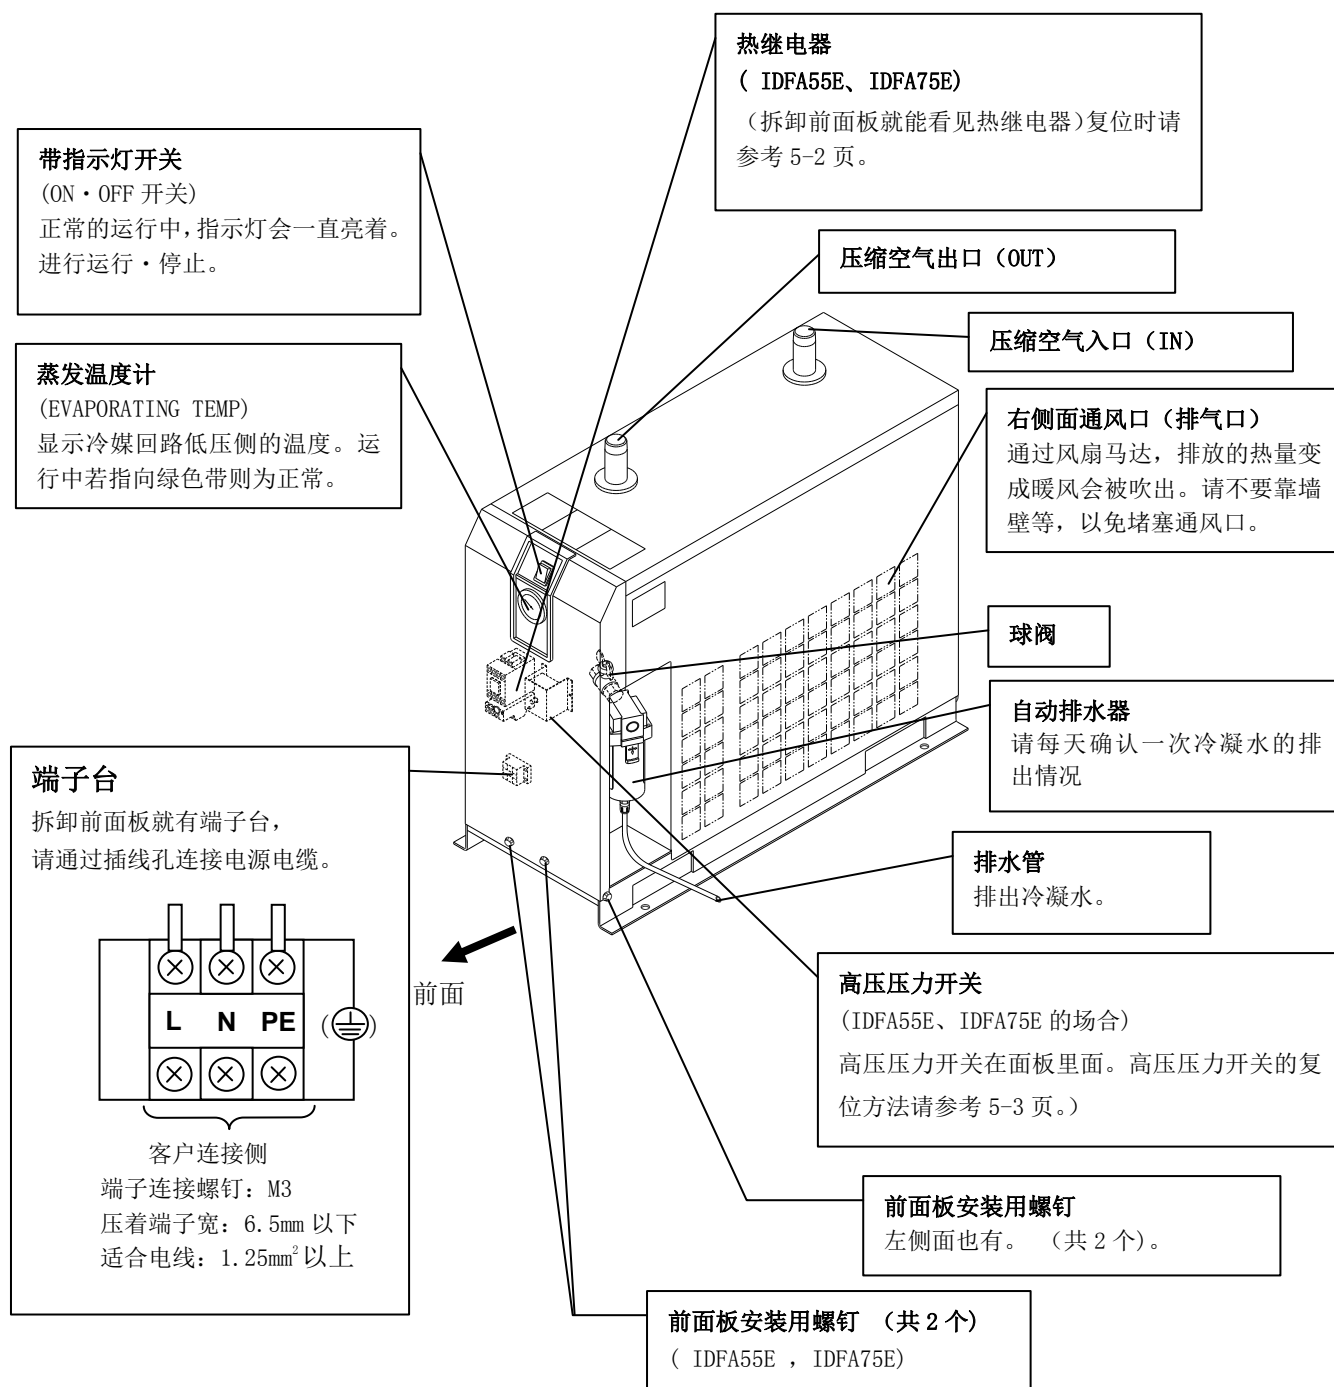 热继电器
( IDFA55E、IDFA75E)
（拆卸前面板就能看见热继电器)复位时请
参考 5-2 页。
带指示灯开关
(ON・OFF 开关)
正常的运行中,指示灯会一直亮着。
进行运行・停止。
压缩空气出口（OUT）
压缩空气入口（IN）
蒸发温度计
(EVAPORATING TEMP)
显示冷媒回路低压侧的温度。运
行中若指向绿色带则为正常。
右侧面通风口（排气口）
通过风扇马达，排放的热量变
成暖风会被吹出。请不要靠墙
壁等，以免堵塞通风口。
球阀
自动排水器
请每天确认一次冷凝水的排
出情况
端子台
拆卸前面板就有端子台，
请通过插线孔连接电源电缆。
L N PE
客户连接侧
端子连接螺钉：M3
压着端子宽：6.5mm 以下
适合电线：1.25mm²以上
排水管
排出冷凝水。
前面
高压压力开关
(IDFA55E、IDFA75E 的场合)
高压压力开关在面板里面。高压压力开关的复
位方法请参考 5-3 页。）
前面板安装用螺钉
左侧面也有。 （共 2 个)。
前面板安装用螺钉 （共 2 个)
( IDFA55E , IDFA75E)